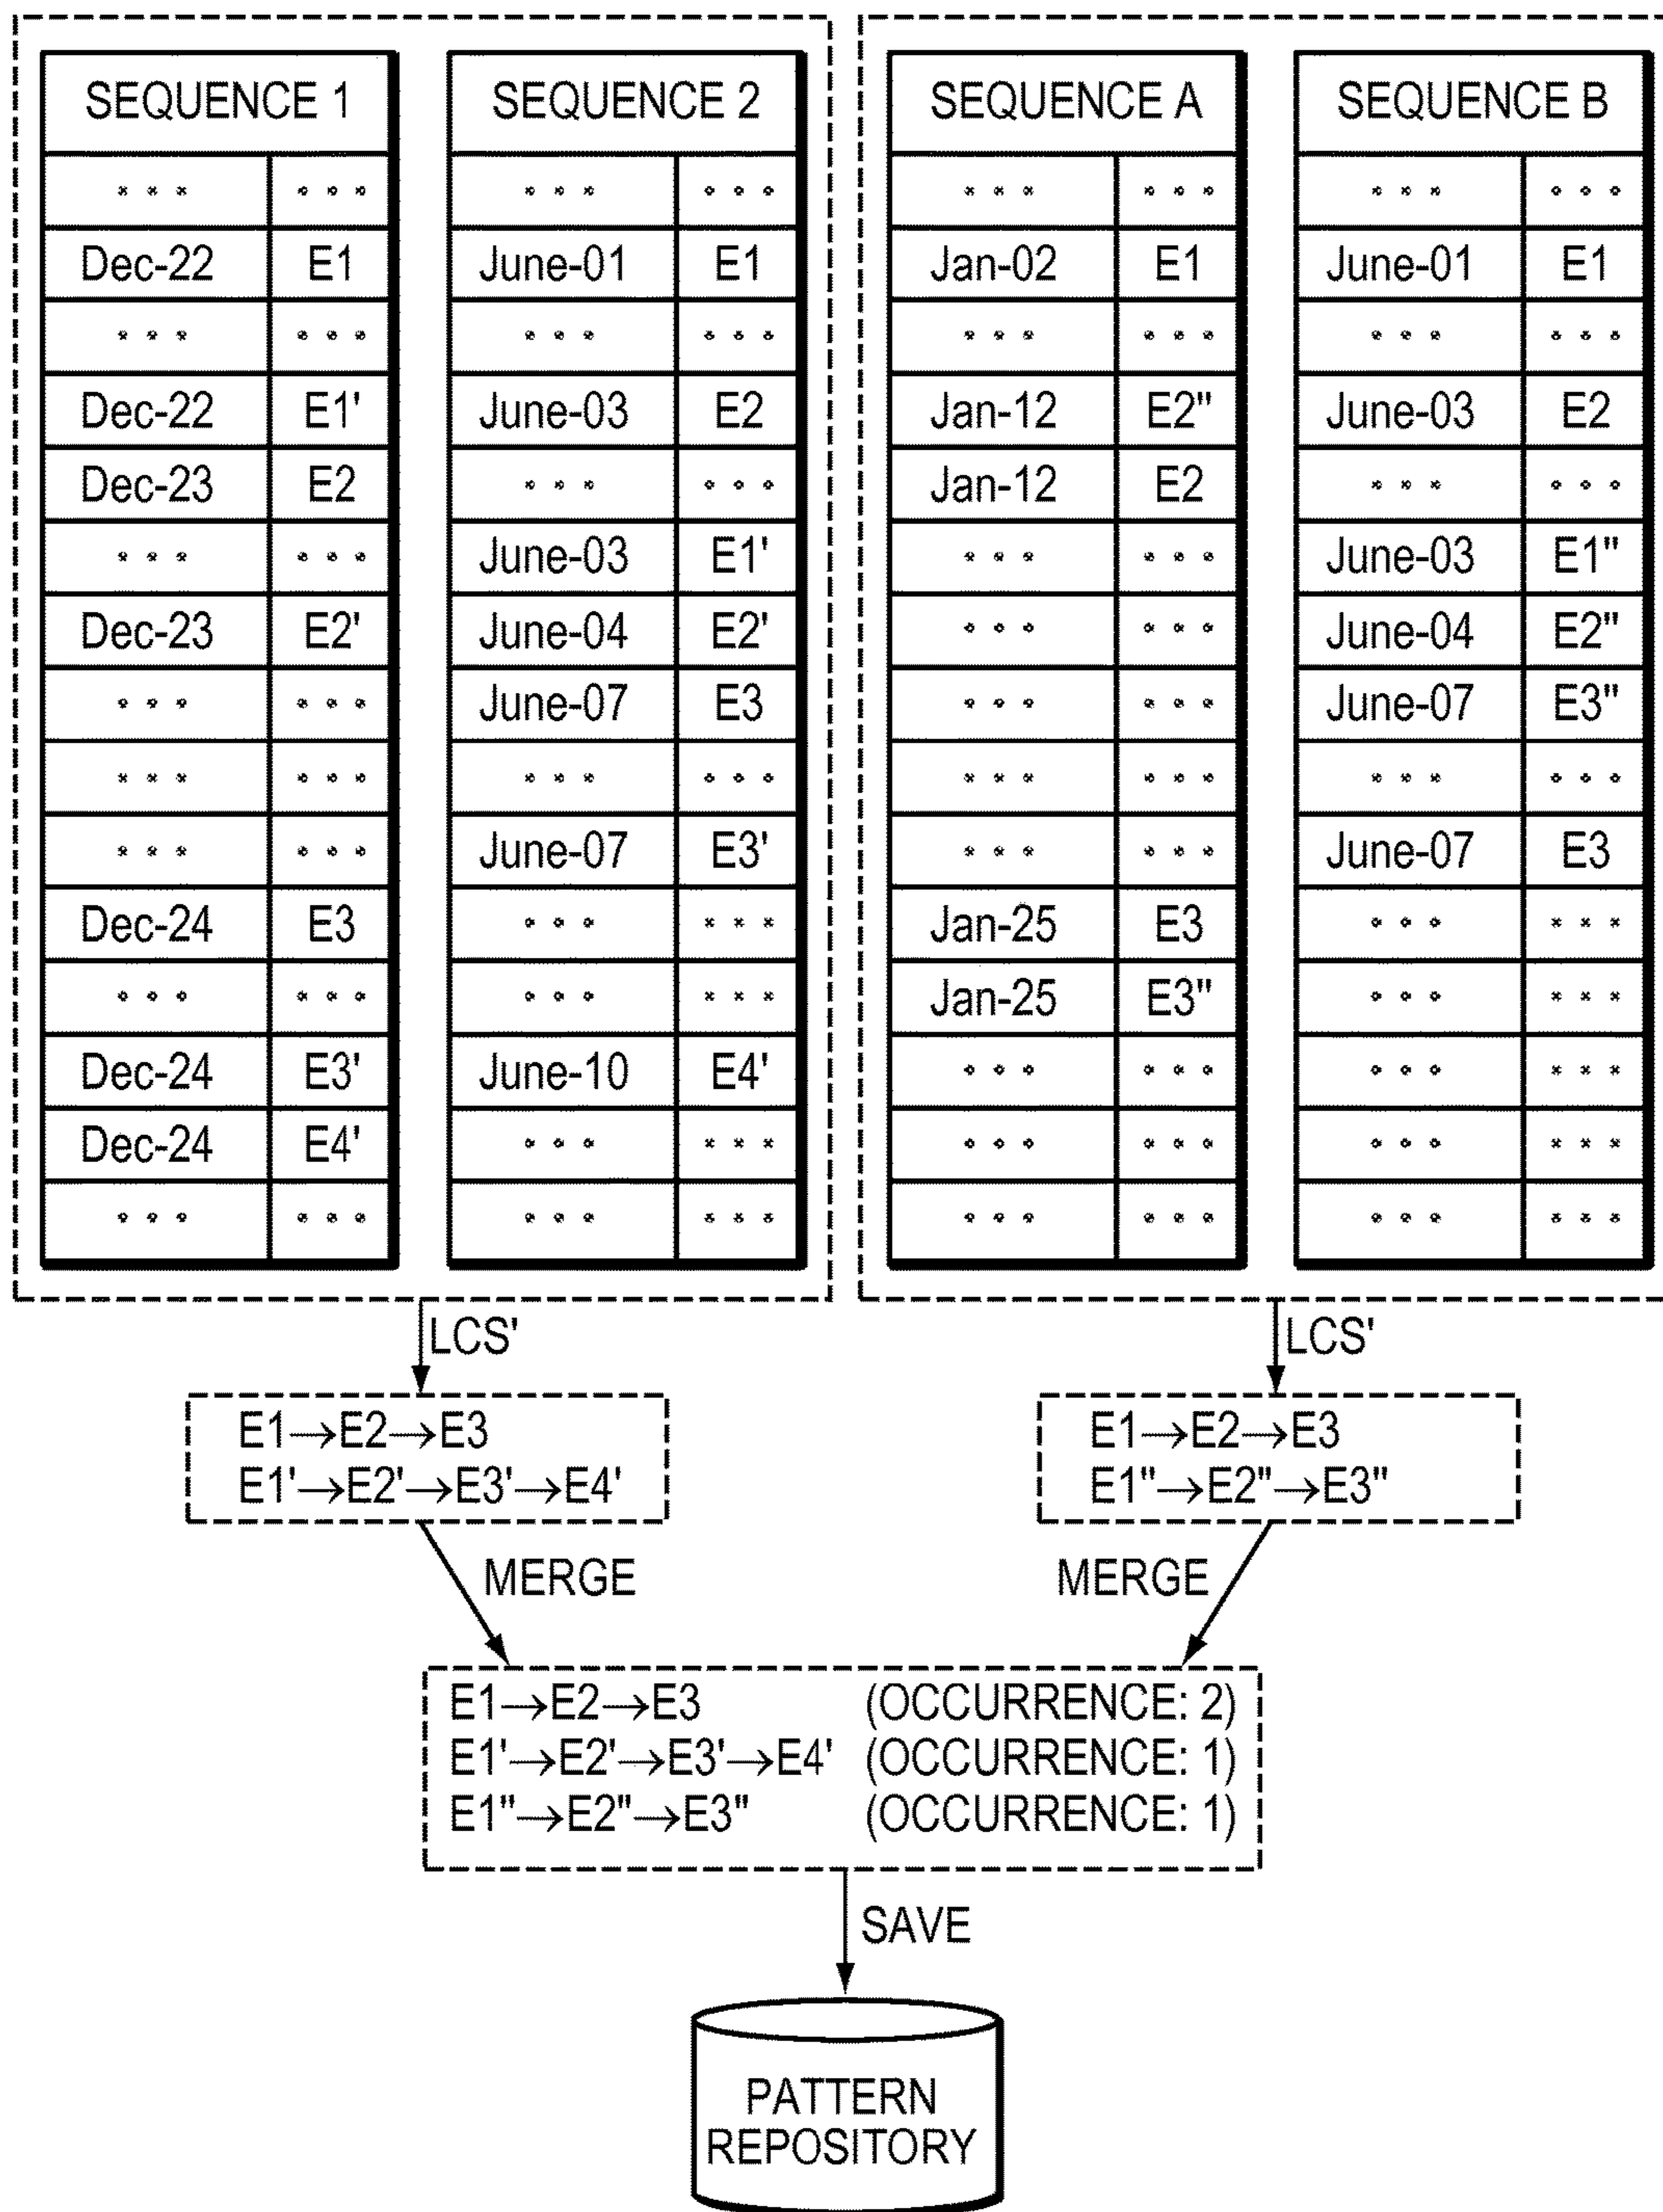 SEQUENCE 1 SEQUENCE 2 SEQUENCE A SEQUENCE B
... ... ... ... ... ... ... ...
Dec-22 E1 June-01 E1 Jan-02 E1 June-01 E1
... ... ... ... ... ... ... ...
Dec-22 E1' June-03 E2 Jan-12 E2" June-03 E2
Dec-23 E2 ... ... Jan-12 E2 ... ...
... ... June-03 E1' ... ... June-03 E1"
Dec-23 E2' June-04 E2' ... ... June-04 E2"
... ... June-07 E3 ... ... June-07 E3"
... ... ... ... ... ... ... ...
... ... June-07 E3' ... ... June-07 E3
Dec-24 E3 ... ... Jan-25 E3 ... ...
... ... ... ... Jan-25 E3" ... ...
Dec-24 E3' June-10 E4' ... ... ... ...
Dec-24 E4' ... ... ... ... ... ...
... ... ... ... ... ... ... ...
LCS' LCS'
E1→E2→E3 E1→E2→E3
E1'→E2'→E3'→E4' E1"→E2"→E3"
MERGE MERGE
E1→E2→E3 (OCCURRENCE: 2)
E1'→E2'→E3'→E4' (OCCURRENCE: 1)
E1"→E2"→E3" (OCCURRENCE: 1)
SAVE
PATTERN
REPOSITORY